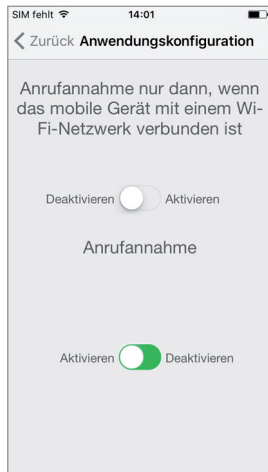 SIM fehlt 14:01
Zurück Anwendungskonfiguration
Anrufannahme nur dann, wenn
das mobile Gerät mit einem Wi-
Fi-Netzwerk verbunden ist
Deaktivieren Aktivieren
Anrufannahme
Aktivieren Deaktivieren